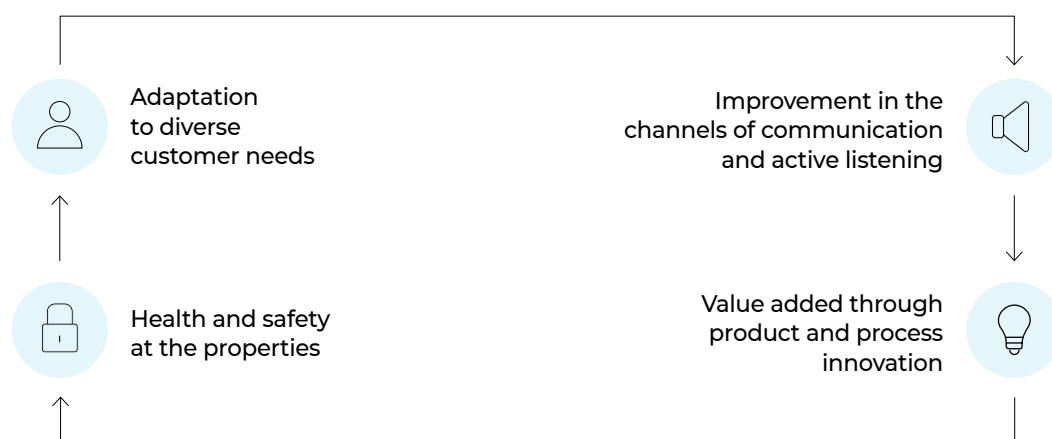 Adaptation
to diverse
customer needs
Improvement in the
channels of communication
and active listening
Health and safety
at the properties
Value added through
product and process
innovation